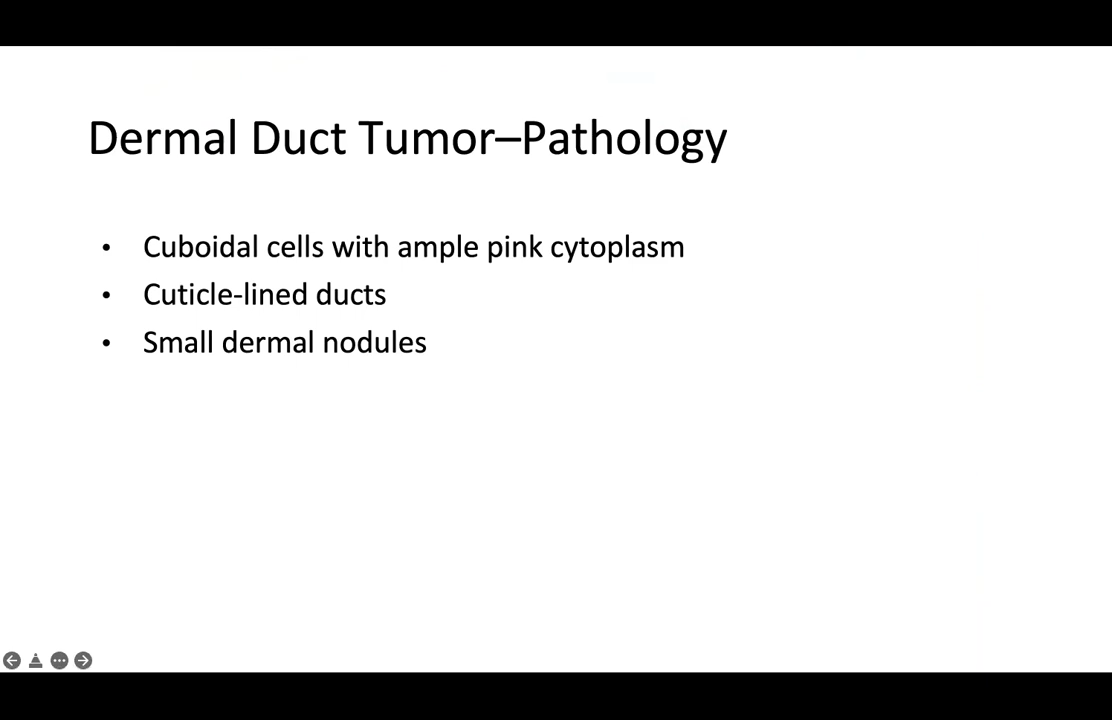 Dermal Duct Tumor–Pathology
• Cuboidal cells with ample pink cytoplasm
• Cuticle-lined ducts
• Small dermal nodules